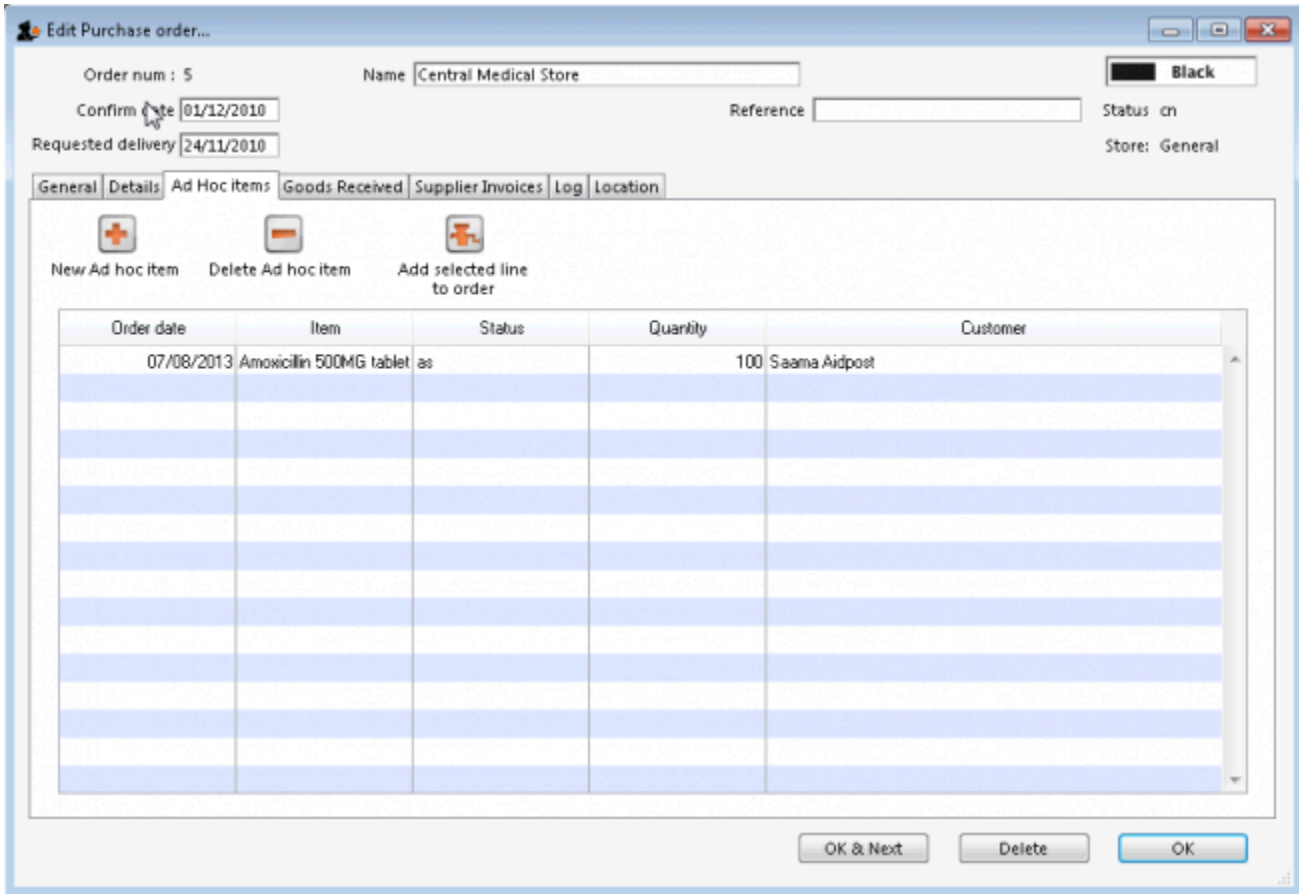 Edit Purchase order...
Order num : 5 Name Central Medical Store Black
Confirm date 01/12/2010 Reference Status cn
Requested delivery 24/11/2010 Store: General
General Details Ad Hoc items Goods Received Supplier Invoices Log Location
New Ad hoc item Delete Ad hoc item Add selected line
to order
Order date Item Status Quantity Customer
07/08/2013 Amoxicillin 500MG tablet as 100 Saama Aidpost
OK & Next Delete OK